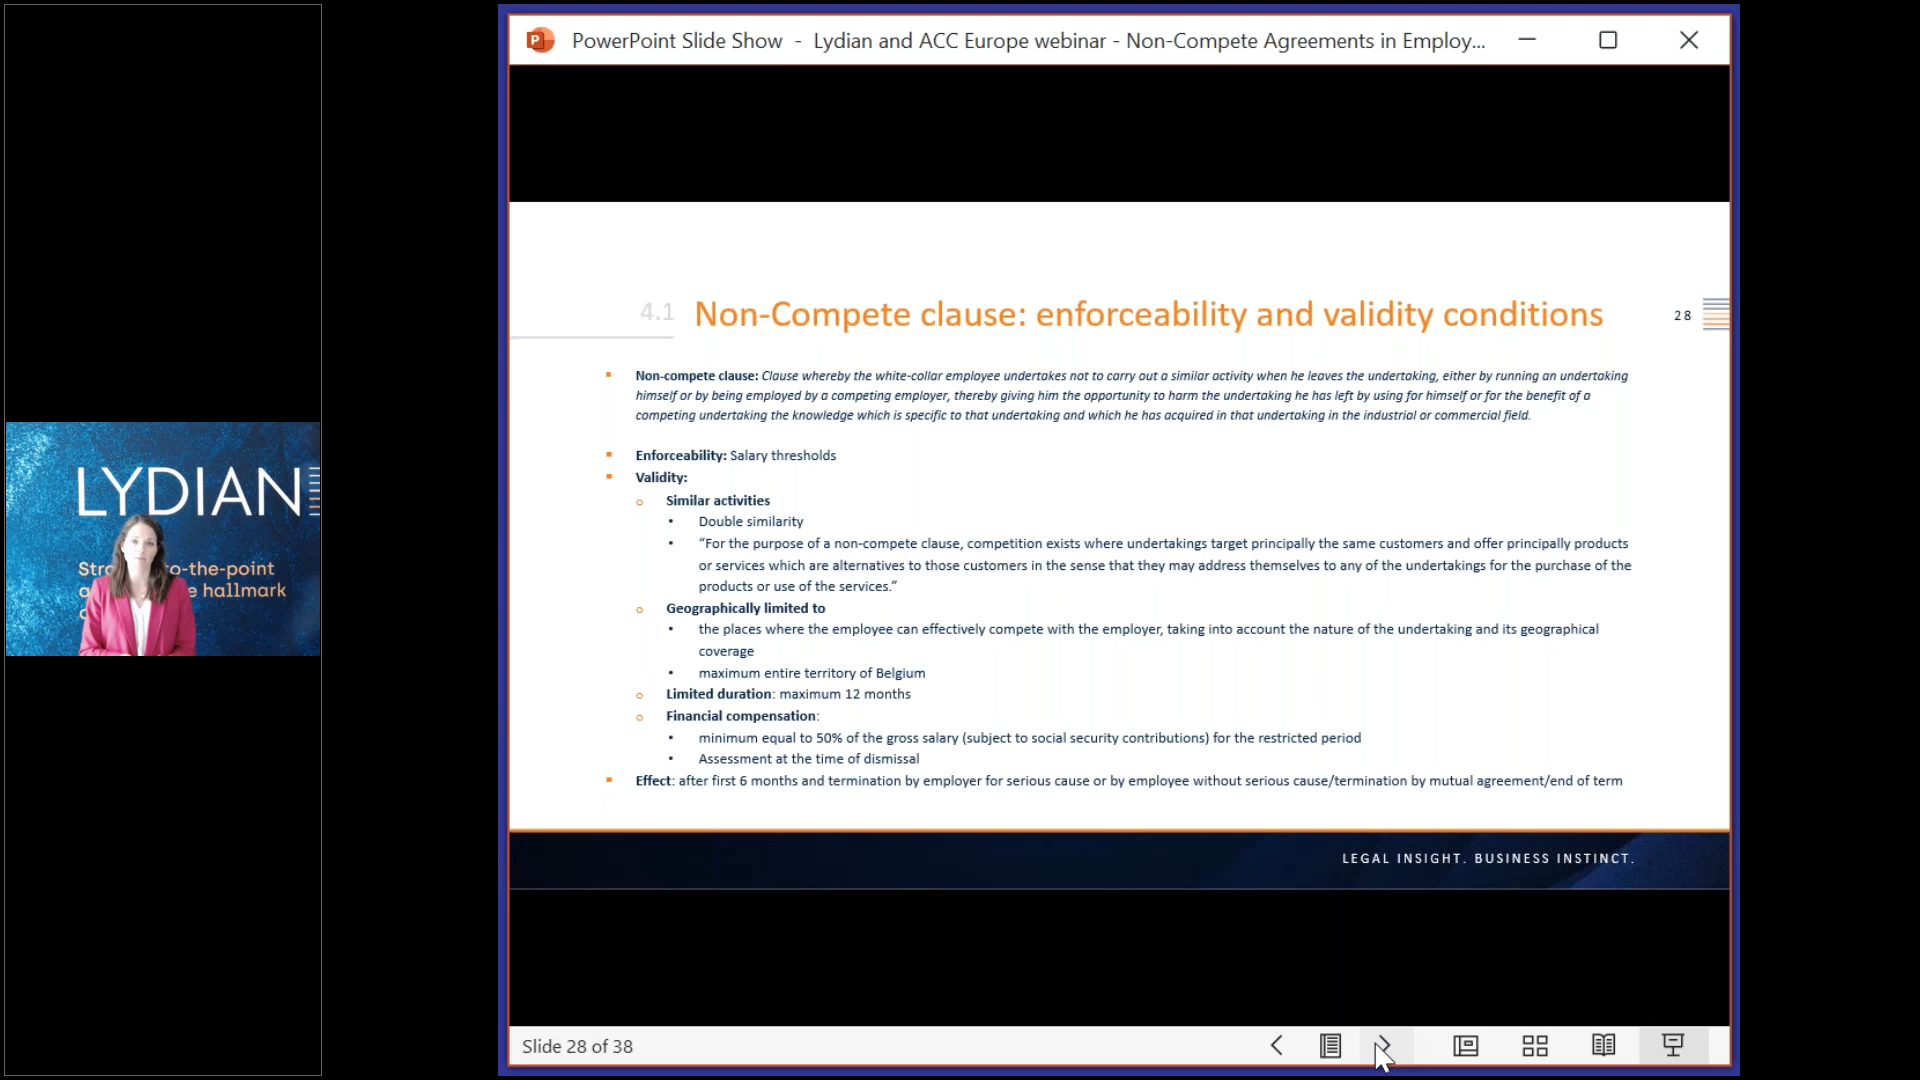 PowerPoint Slide Show - Lydian and ACC Europe webinar - Non-Compete Agreements in Employ...
4.1 Non-Compete clause: enforceability and validity conditions 28
▪ Non-compete clause: Clause whereby the white-collar employee undertakes not to carry out a similar activity when he leaves the undertaking, either by running an undertaking
himself or by being employed by a competing employer, thereby giving him the opportunity to harm the undertaking he has left by using for himself or for the benefit of a
competing undertaking the knowledge which is specific to that undertaking and which he has acquired in that undertaking in the industrial or commercial field.
▪ Enforceability: Salary thresholds
▪ Validity:
o Similar activities
• Double similarity
• “For the purpose of a non-compete clause, competition exists where undertakings target principally the same customers and offer principally products
or services which are alternatives to those customers in the sense that they may address themselves to any of the undertakings for the purchase of the
products or use of the services.”
o Geographically limited to
• the places where the employee can effectively compete with the employer, taking into account the nature of the undertaking and its geographical
coverage
• maximum entire territory of Belgium
o Limited duration: maximum 12 months
o Financial compensation:
• minimum equal to 50% of the gross salary (subject to social security contributions) for the restricted period
• Assessment at the time of dismissal
▪ Effect: after first 6 months and termination by employer for serious cause or by employee without serious cause/termination by mutual agreement/end of term
LEGAL INSIGHT. BUSINESS INSTINCT.
Slide 28 of 38
LYDIAN
o-the-point
hallmark